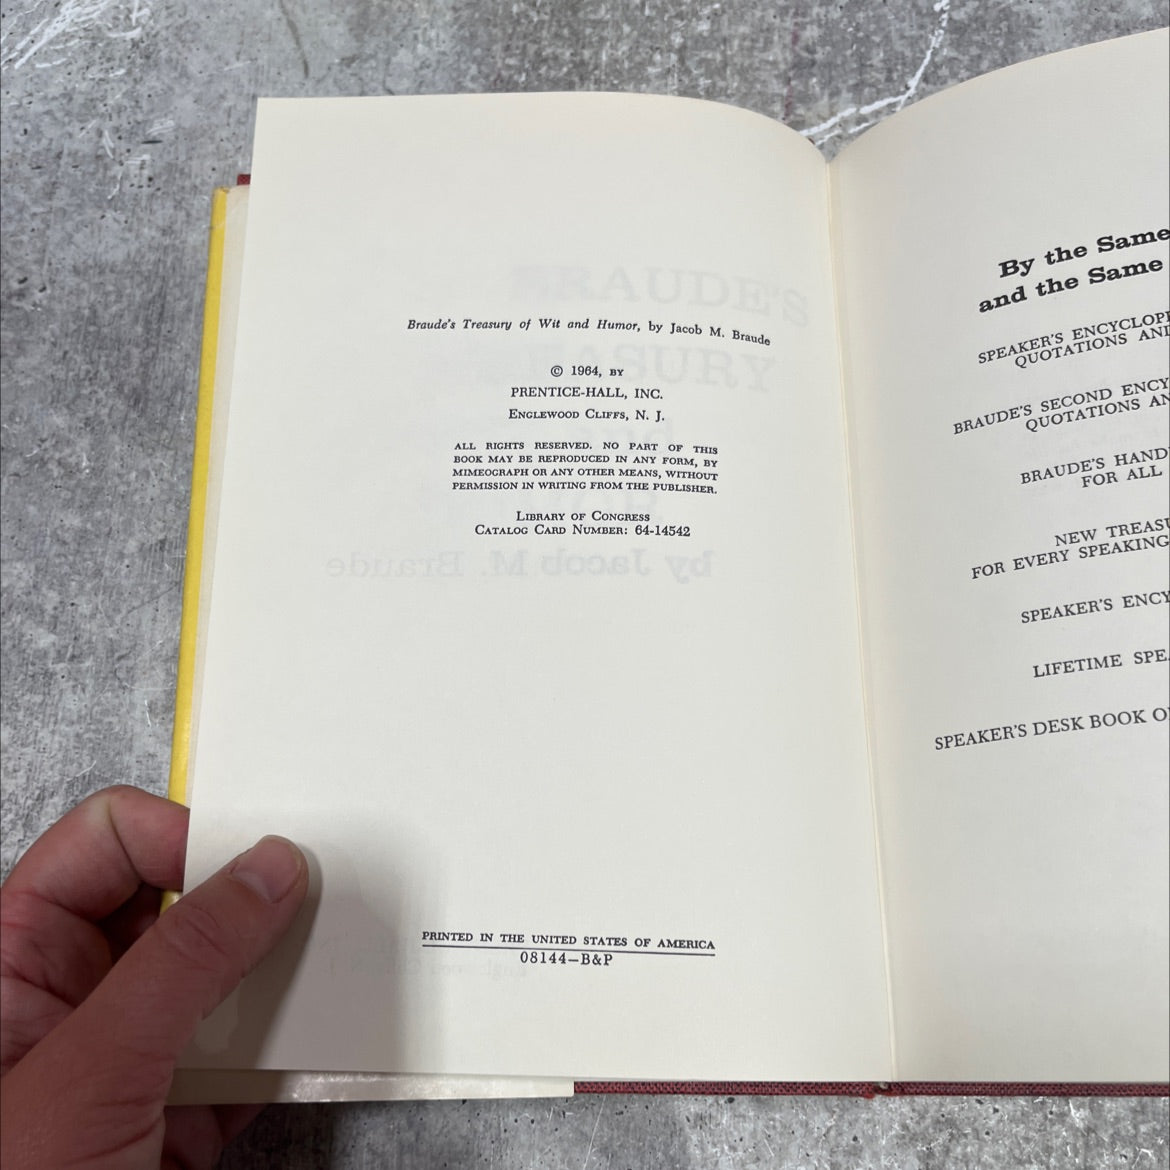 Braude's Treasury of Wit and Humor, by Jacob M. Braude
© 1964, BY
PRENTICE-HALL, INC.
ENGLEWOOD CLIFFS, N. J.
ALL RIGHTS RESERVED. NO PART OF THIS
BOOK MAY BE REPRODUCED IN ANY FORM, BY
MIMEOGRAPH OR ANY OTHER MEANS, WITHOUT
PERMISSION IN WRITING FROM THE PUBLISHER.
LIBRARY OF CONGRESS
CATALOG CARD NUMBER: 64-14542
PRINTED IN THE UNITED STATES OF AMERICA
08144—B&P
By the Same
and the Same
SPEAKER'S ENCYCLOPE
QUOTATIONS AND
BRAUDE'S SECOND ENCY
QUOTATIONS AN
BRAUDE'S HAND
FOR ALL
NEW TREASU
FOR EVERY SPEAKING
SPEAKER'S ENCY
LIFETIME SPE
SPEAKER'S DESK BOOK O